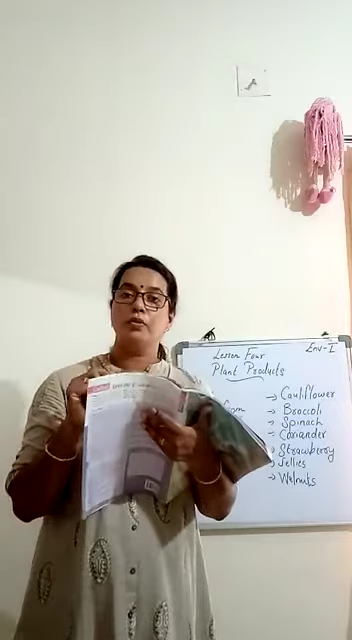 Lesson Four
Env-I
Plant Products
→ Cauliflower
→ Broccoli
→ Spinach
→ Coriander
→ Strawberry
→ Jellies
→ Walnuts